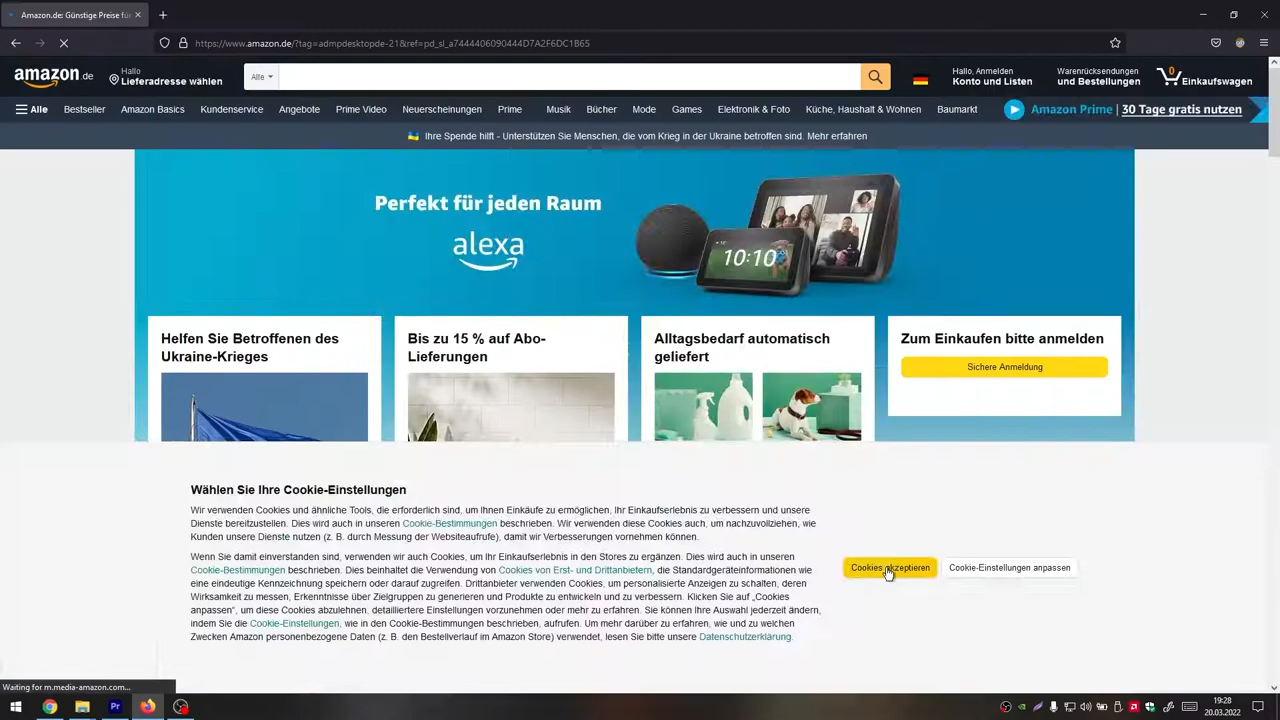 Amazon.de: Günstige Preise für
https://www.amazon.de/?tag=admpdesktopde-21&ref=pd_sl_a7444406090444D7A2F6DC1B65
amazon.de
Hallo
Lieferadresse wählen
Alle
Hallo, Anmelden
Konto und Listen
Warenrücksendungen
und Bestellungen
0
Einkaufswagen
Alle
Bestseller
Amazon Basics
Kundenservice
Angebote
Prime Video
Neuerscheinungen
Prime
Musik
Bücher
Mode
Games
Elektronik & Foto
Küche, Haushalt & Wohnen
Baumarkt
Amazon Prime | 30 Tage gratis nutzen
Ihre Spende hilft - Unterstützen Sie Menschen, die vom Krieg in der Ukraine betroffen sind. Mehr erfahren
Perfekt für jeden Raum
alexa
10:10
Helfen Sie Betroffenen des
Ukraine-Krieges
Bis zu 15 % auf Abo-
Lieferungen
Alltagsbedarf automatisch
geliefert
Zum Einkaufen bitte anmelden
Sichere Anmeldung
Wählen Sie Ihre Cookie-Einstellungen
Wir verwenden Cookies und ähnliche Tools, die erforderlich sind, um Ihnen Einkäufe zu ermöglichen, Ihr Einkaufserlebnis zu verbessern und unsere
Dienste bereitzustellen. Dies wird auch in unseren Cookie-Bestimmungen beschrieben. Wir verwenden diese Cookies auch, um nachzuvollziehen, wie
Kunden unsere Dienste nutzen (z. B. durch Messung der Websiteaufrufe), damit wir Verbesserungen vornehmen können.
Wenn Sie damit einverstanden sind, verwenden wir auch Cookies, um Ihr Einkaufserlebnis in den Stores zu ergänzen. Dies wird auch in unseren
Cookie-Bestimmungen beschrieben. Dies beinhaltet die Verwendung von Cookies von Erst- und Drittanbietern, die Standardgeräteinformationen wie
eine eindeutige Kennzeichnung speichern oder darauf zugreifen. Drittanbieter verwenden Cookies, um personalisierte Anzeigen zu schalten, deren
Wirksamkeit zu messen, Erkenntnisse über Zielgruppen zu generieren und Produkte zu entwickeln und zu verbessern. Klicken Sie auf „Cookies
anpassen“, um diese Cookies abzulehnen, detailliertere Einstellungen vorzunehmen oder mehr zu erfahren. Sie können Ihre Auswahl jederzeit ändern,
indem Sie die Cookie-Einstellungen, wie in den Cookie-Bestimmungen beschrieben, aufrufen. Um mehr darüber zu erfahren, wie und zu welchen
Zwecken Amazon personenbezogene Daten (z. B. den Bestellverlauf im Amazon Store) verwendet, lesen Sie bitte unsere Datenschutzerklärung.
Cookies akzeptieren
Cookie-Einstellungen anpassen
Waiting for m.media-amazon.com...
Pr
19:28
20.03.2022